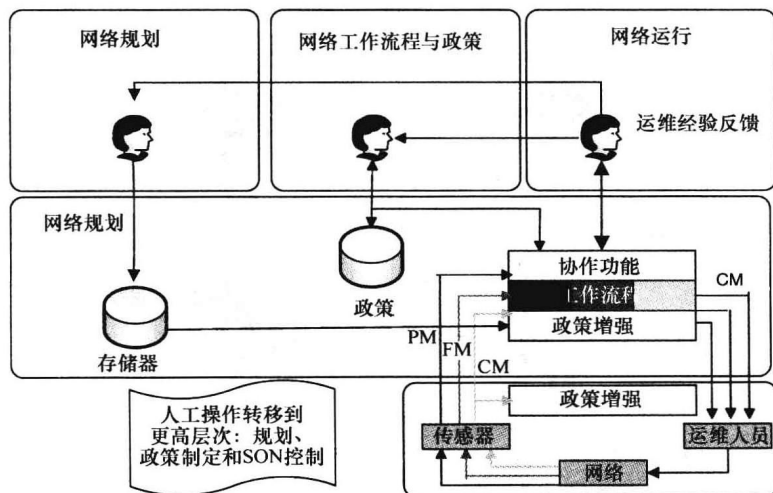 网络规划
网络工作流程与政策
网络运行
运维经验反馈
网络规划
政策
存储器
协作功能
工作流程
政策增强
CM
PM
FM
CM
人工操作转移到
更高层次：规划、
政策制定和SON控制
政策增强
传感器
运维人员
网络